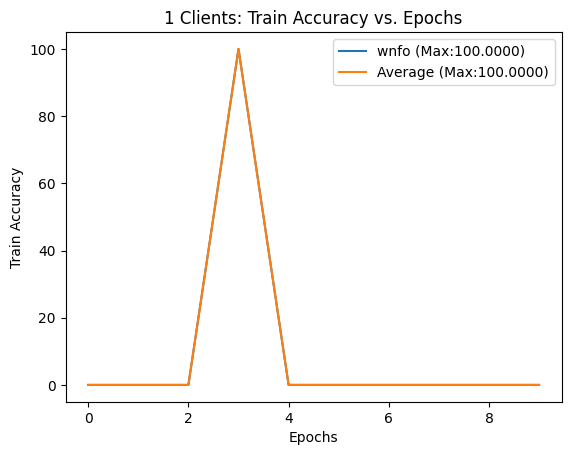 1 Clients: Train Accuracy vs. Epochs
wnfo (Max:100.0000)
Average (Max:100.0000)
Train Accuracy
100
80
60
40
20
0
0 2 4 6 8
Epochs